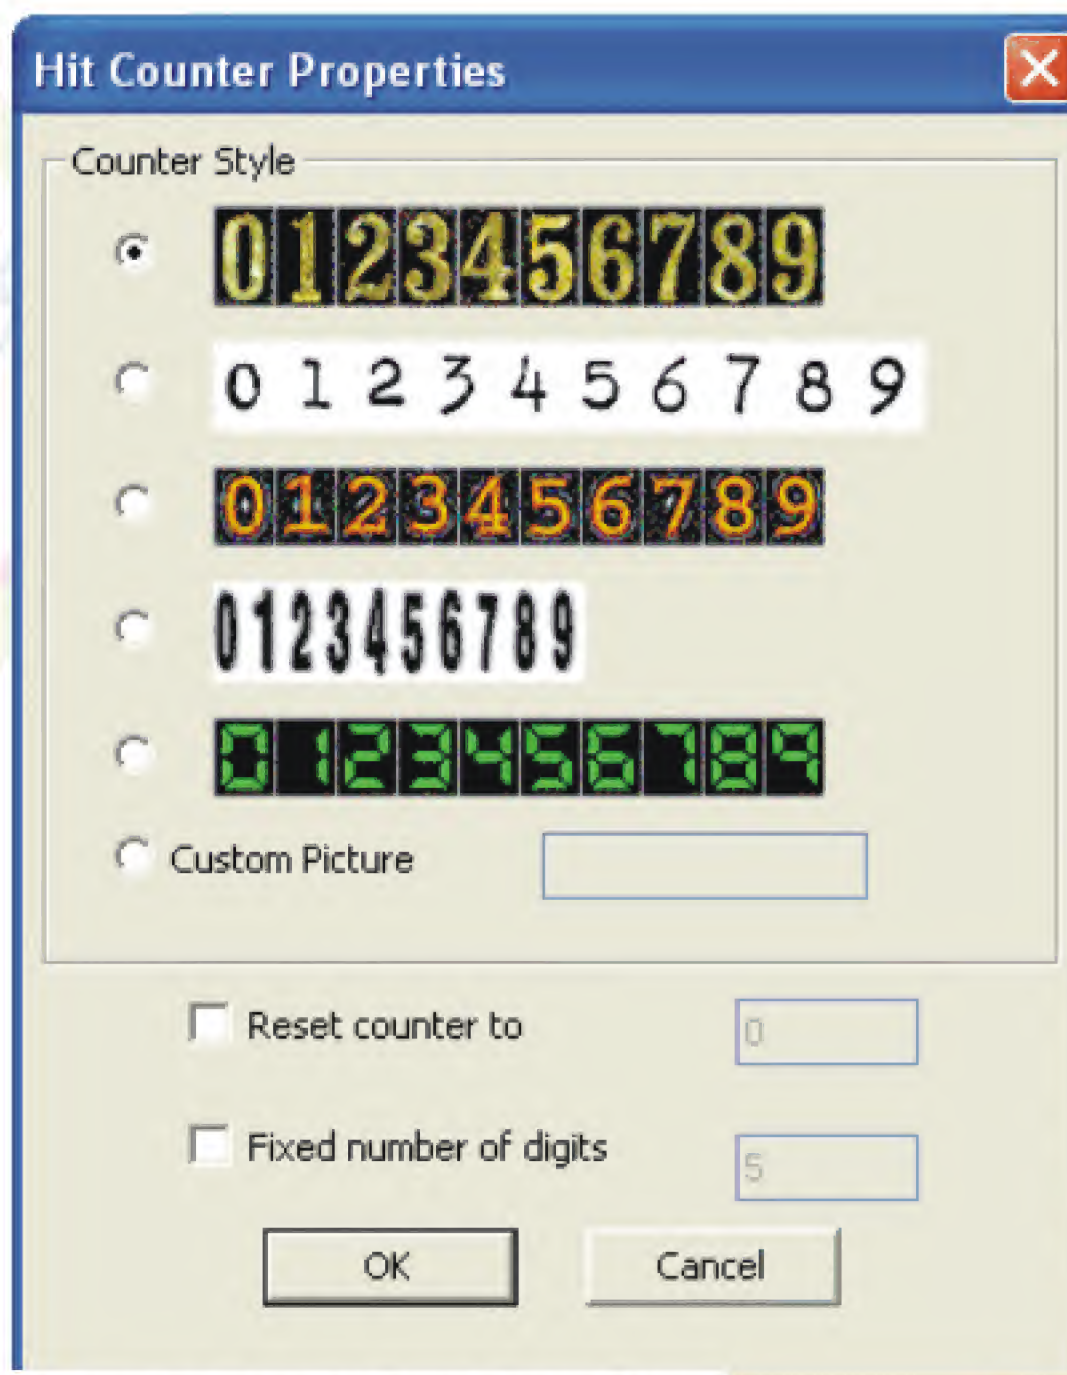 Hit Counter Properties
Counter Style
0123456789
0 1 2 3 4 5 6 7 8 9
0123456789
0123456789
0123456789
Custom Picture
Reset counter to 0
Fixed number of digits 5
OK Cancel